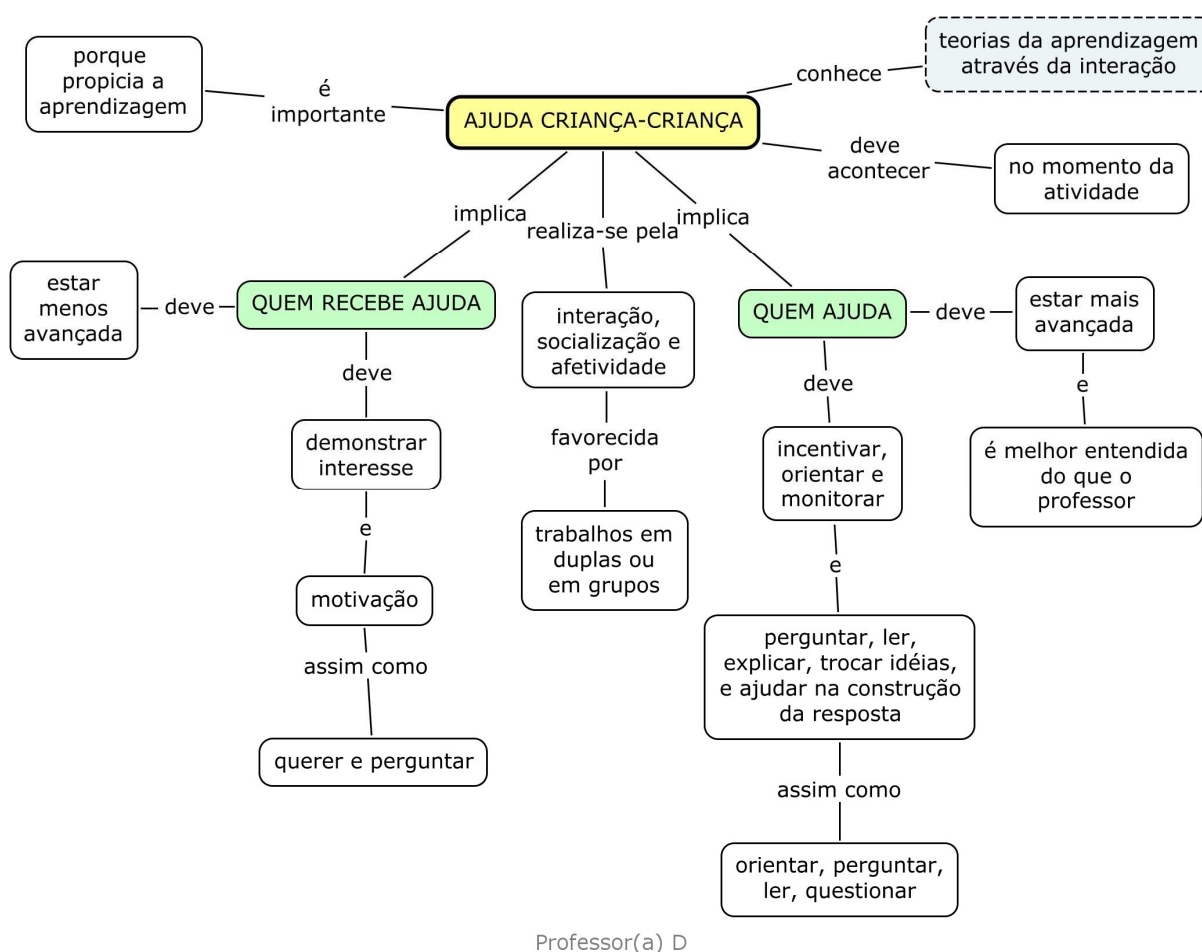 porque
propicia a
aprendizagem
é
importante
AJUDA CRIANÇA-CRIANÇA
conhece
teorias da aprendizagem
através da interação
deve
acontecer
no momento da
atividade
implica
realiza-se pela
implica
estar
menos
avançada
deve
QUEM RECEBE AJUDA
interação,
socialização e
afetividade
QUEM AJUDA
deve
estar mais
avançada
deve
demonstrar
interesse
e
motivação
assim como
querer e perguntar
favorecida
por
trabalhos em
duplas ou
em grupos
deve
incentivar,
orientar e
monitorar
e
perguntar, ler,
explicar, trocar idéias,
e ajudar na construção
da resposta
assim como
orientar, perguntar,
ler, questionar
e
é melhor entendida
do que o
professor
Professor(a) D